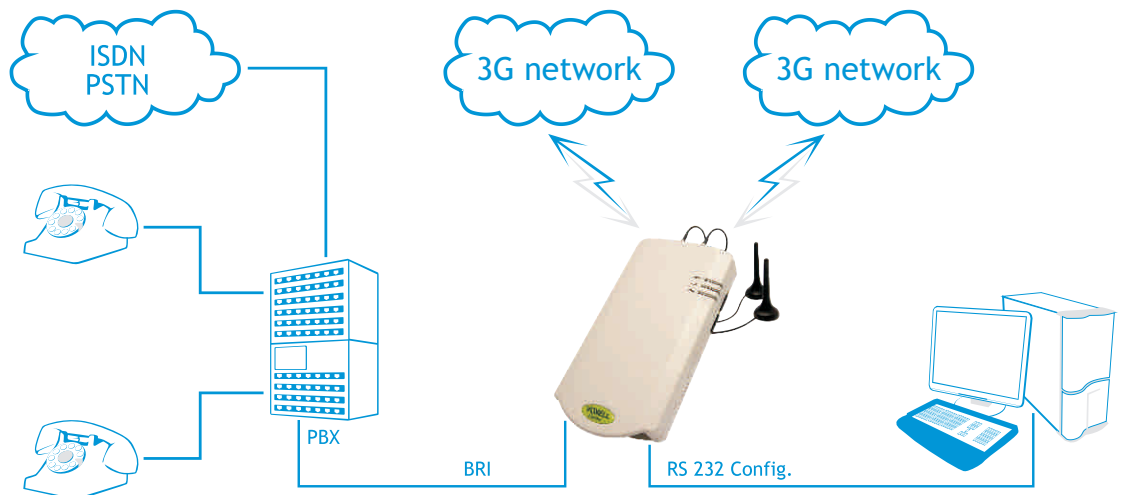 ISDN
PSTN
3G network
3G network
PBX
BRI
RS 232 Config.